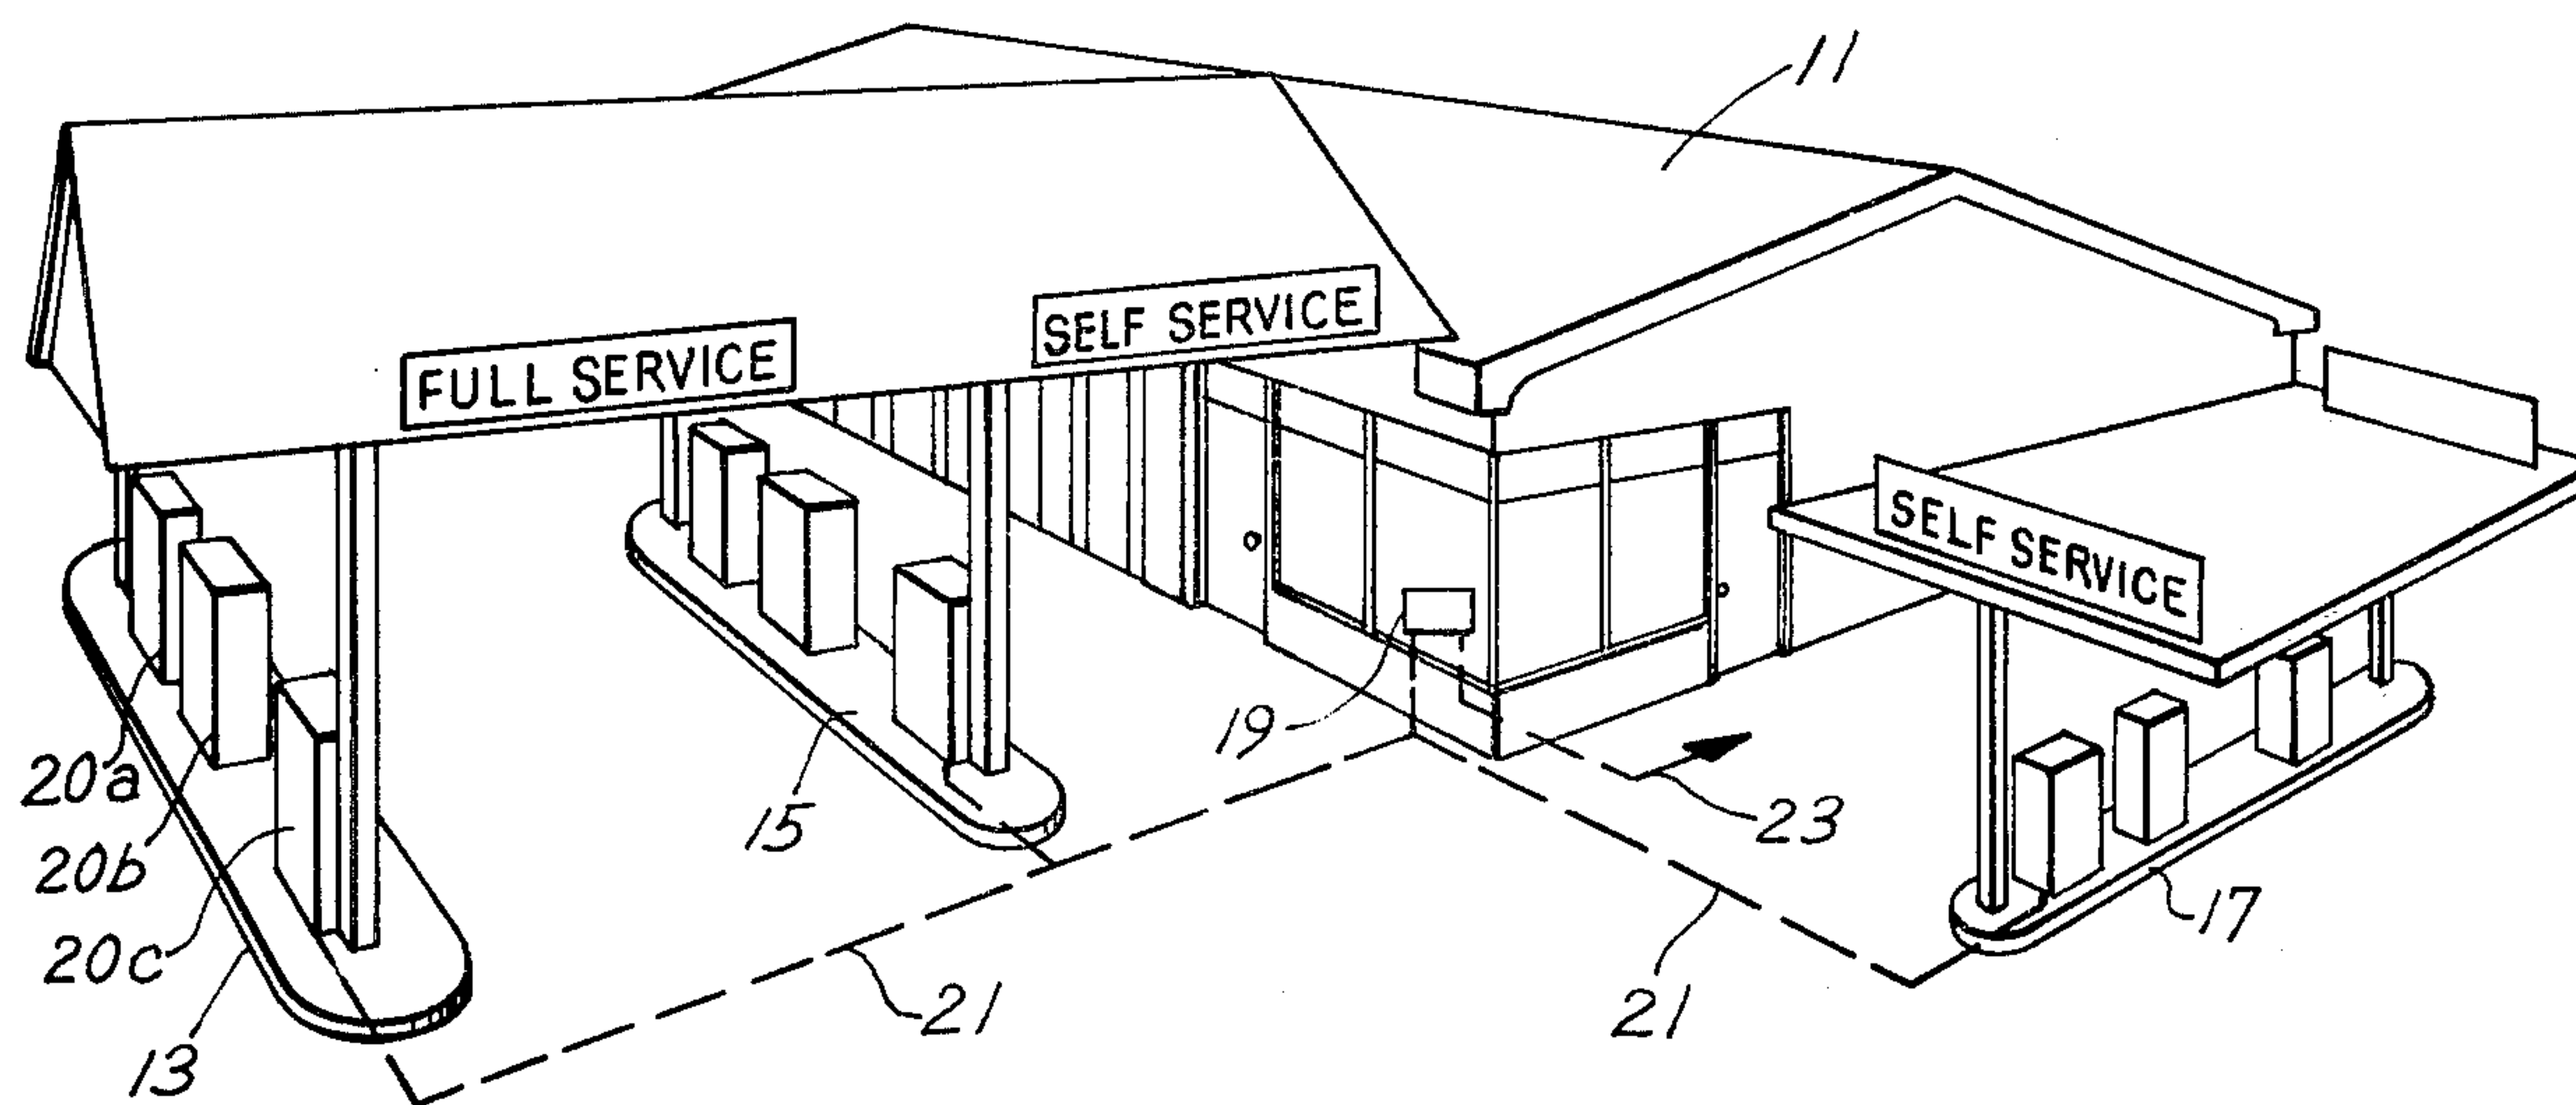 11
SELF SERVICE
FULL SERVICE
SELF SERVICE
19
20a
15
23
20b
17
20c
21
21
13